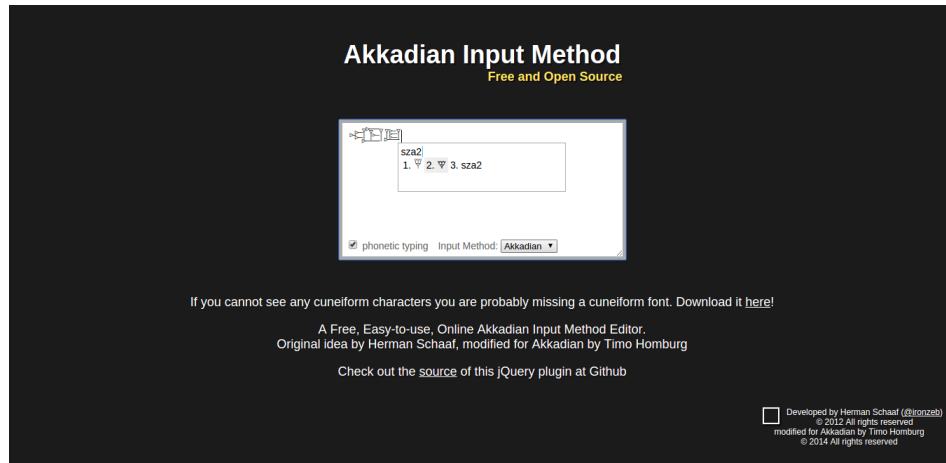 Akkadian Input Method
Free and Open Source
sza2
1. 𒐼 2. 𒃻 3. sza2
phonetic typing Input Method: Akkadian
If you cannot see any cuneiform characters you are probably missing a cuneiform font. Download it here!
A Free, Easy-to-use, Online Akkadian Input Method Editor.
Original idea by Herman Schaaf, modified for Akkadian by Timo Homburg
Check out the source of this jQuery plugin at Github
Developed by Herman Schaaf (@ironzeb)
© 2012 All rights reserved
modified for Akkadian by Timo Homburg
© 2014 All rights reserved